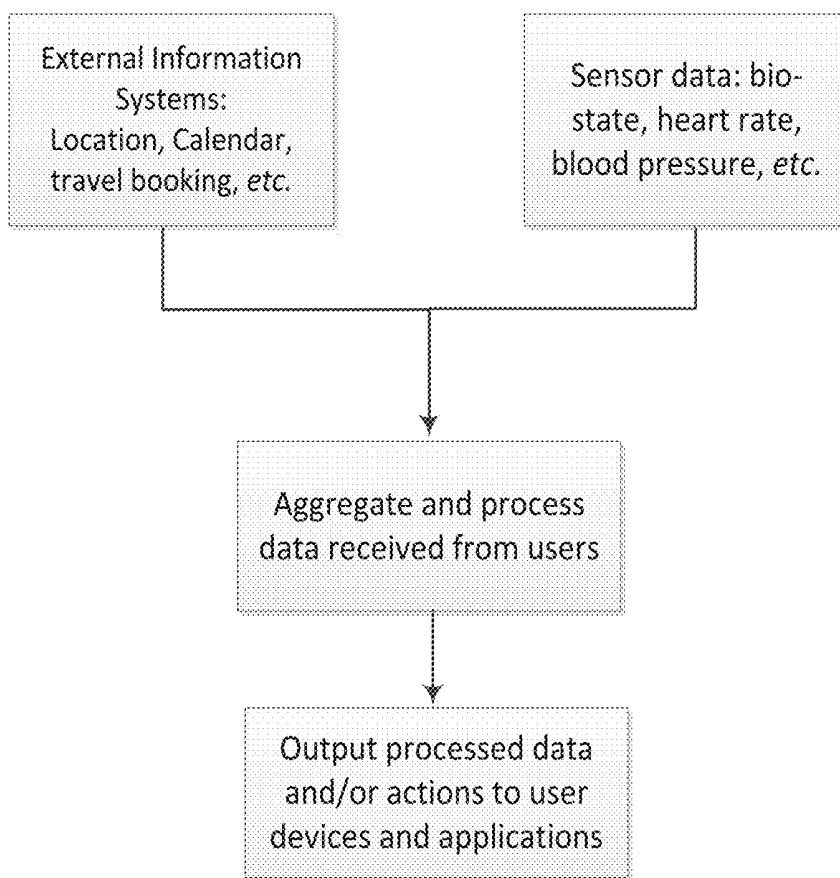 External Information
Systems:
Location, Calendar,
travel booking, etc.
Sensor data: bio-
state, heart rate,
blood pressure, etc.
Aggregate and process
data received from users
Output processed data
and/or actions to user
devices and applications